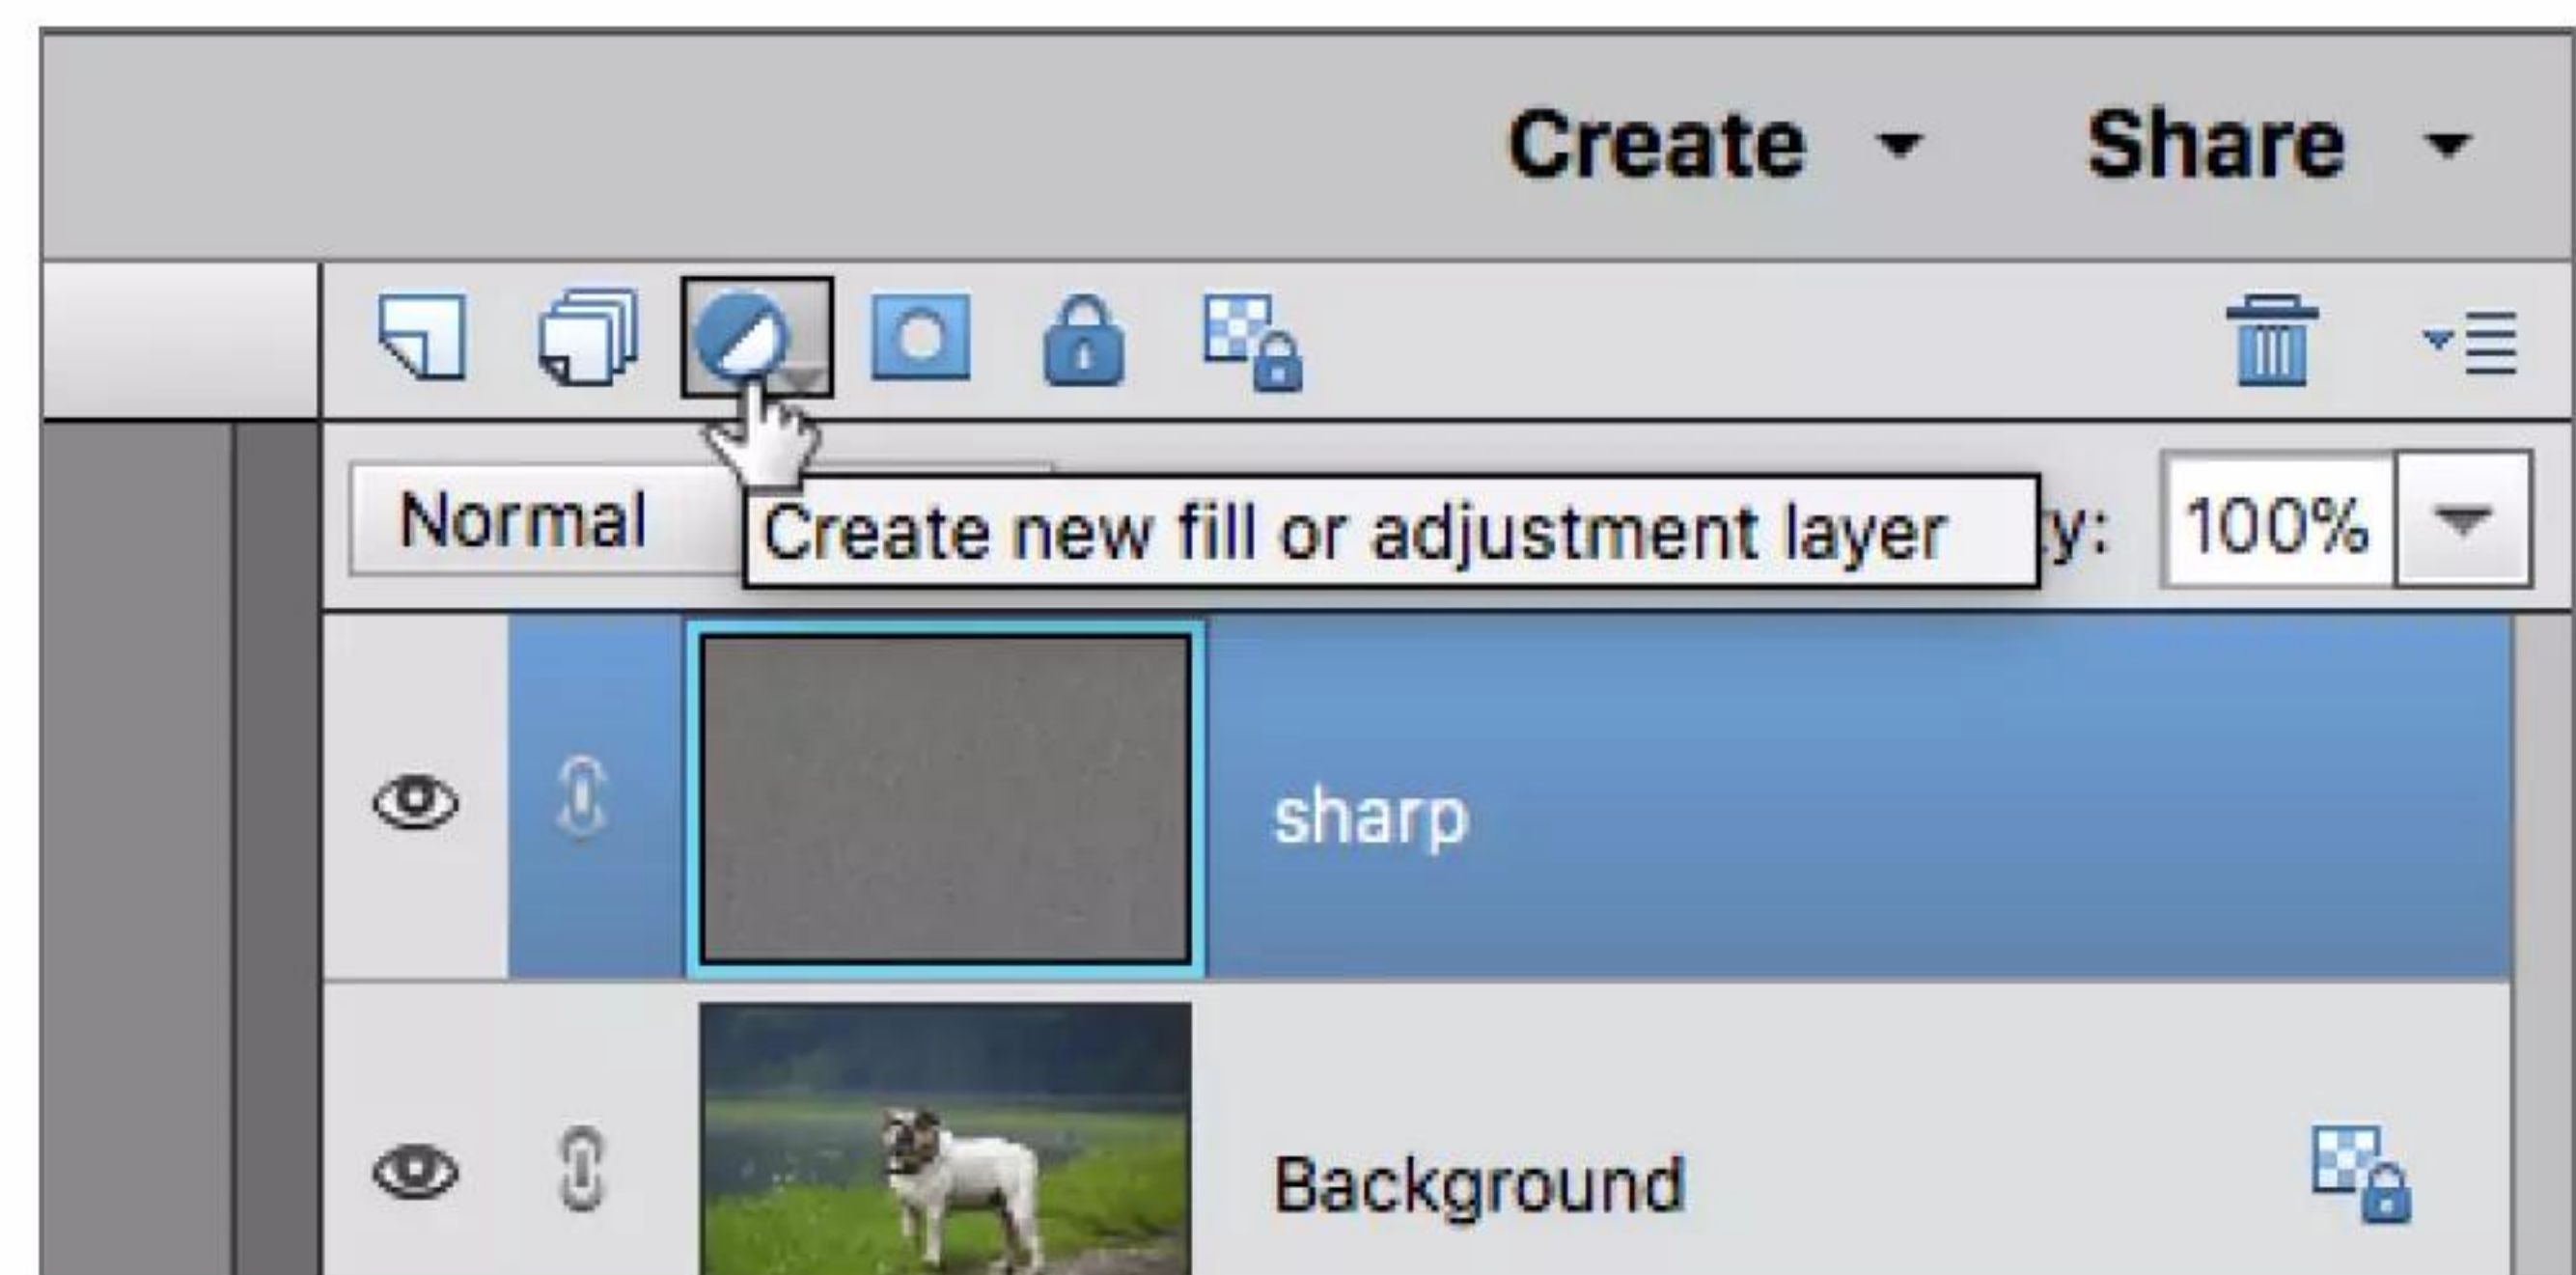 Create Share
Normal Create new fill or adjustment layer y: 100%
sharp
Background